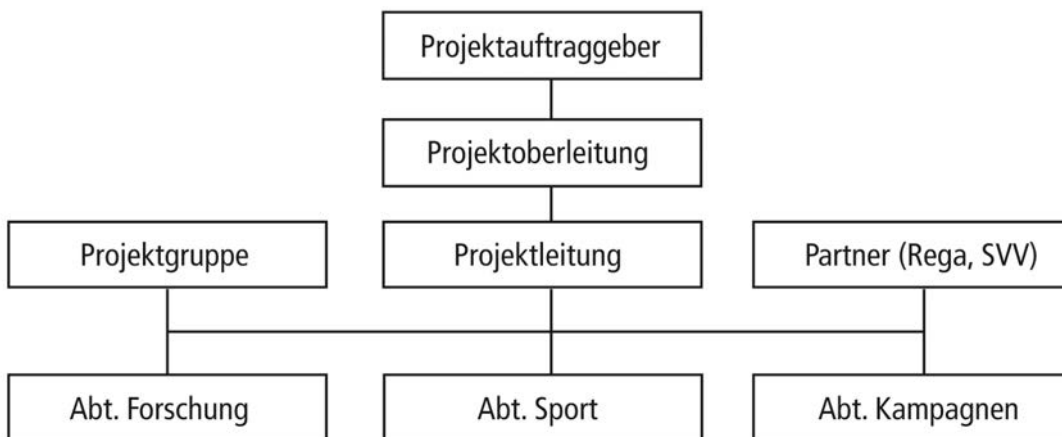 Projektauftraggeber
Projektoberleitung
Projektgruppe
Projektleitung
Partner (Rega, SVV)
Abt. Forschung
Abt. Sport
Abt. Kampagnen